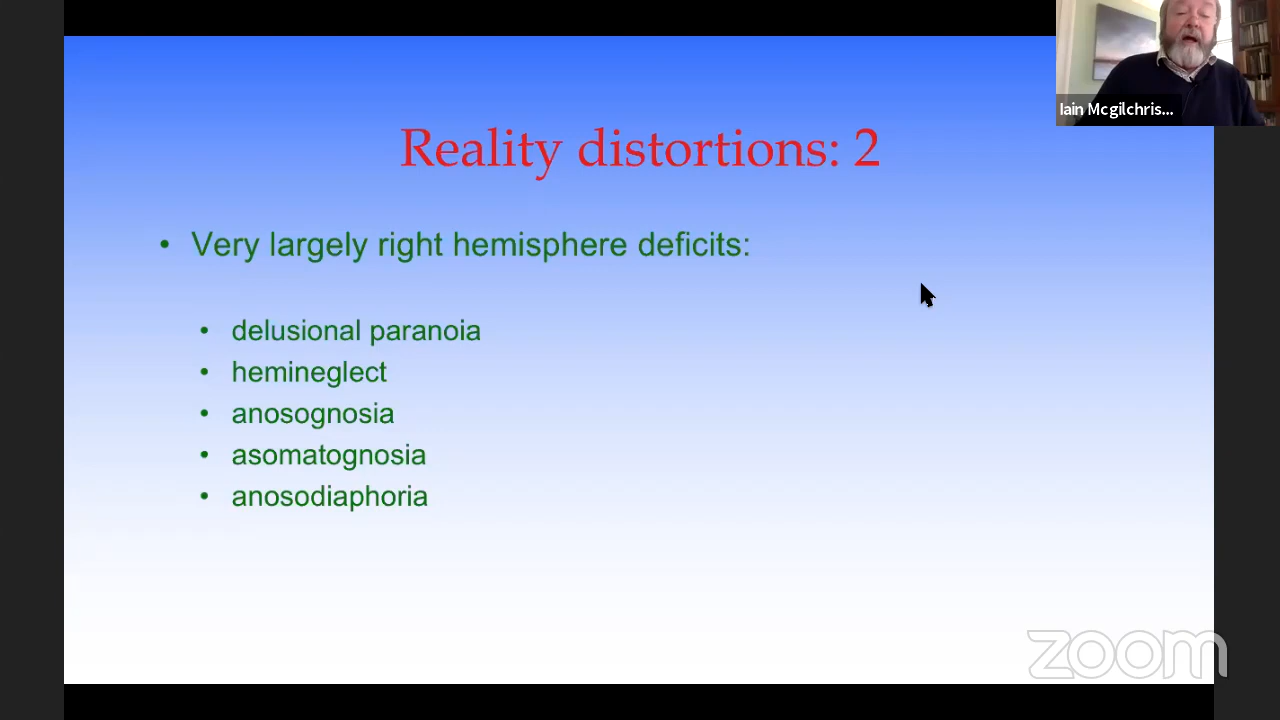 Iain Mcgilchris...
Reality distortions: 2
• Very largely right hemisphere deficits:
• delusional paranoia
• hemineglect
• anosognosia
• asomatognosia
• anosodiaphoria
zoom